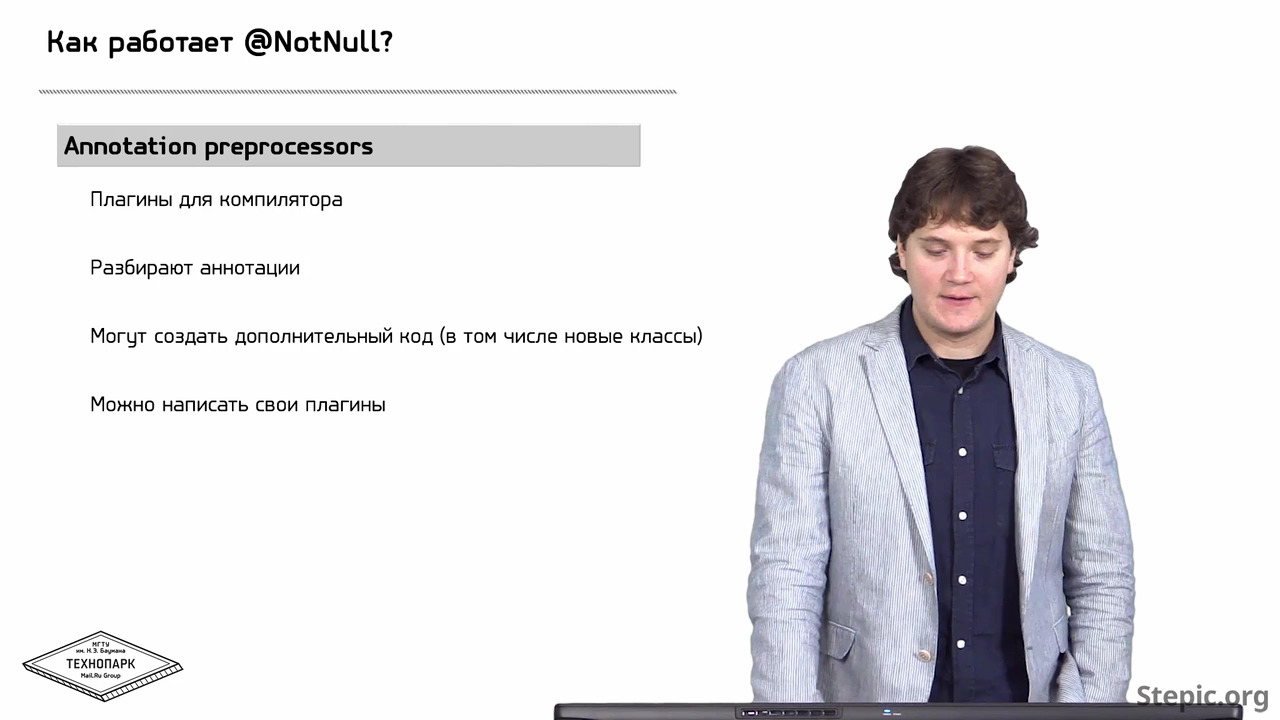 Как работает @NotNull?
Annotation preprocessors
Плагины для компилятора
Разбирают аннотации
Могут создать дополнительный код (в том числе новые классы)
Можно написать свои плагины
МГТУ
им. Н.Э. Баумана
ТЕХНОПАРК
Mail.Ru Group
Stepic.org